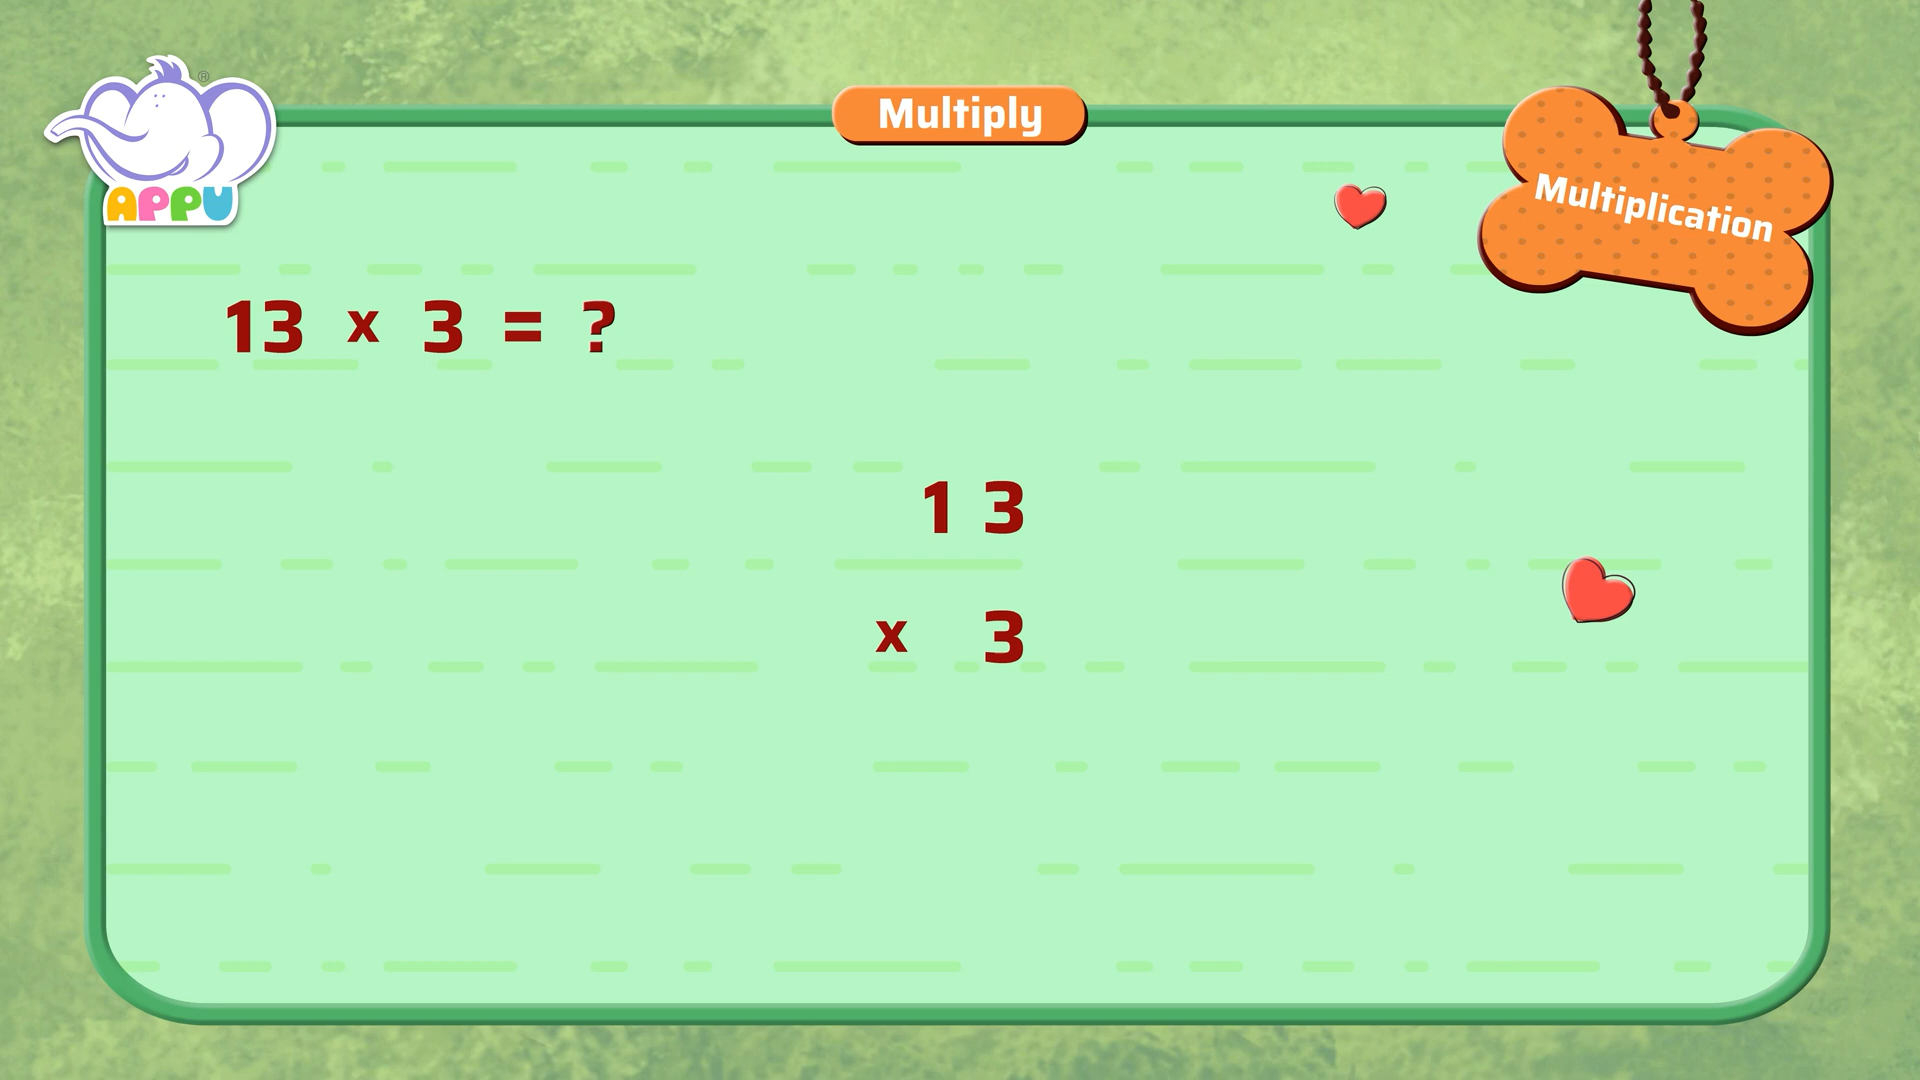 APPU
®
Multiply
Multiplication
13 x 3 = ?
1 3
x 3